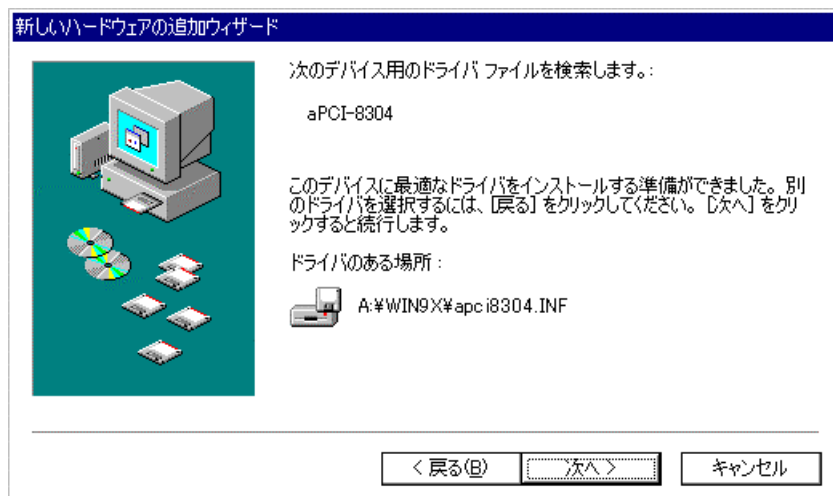 新しいハードウェアの追加ウィザード
次のデバイス用のドライバ ファイルを検索します。:
aPCI-8304
このデバイスに最適なドライバをインストールする準備ができました。別
のドライバを選択するには、[戻る] をクリックしてください。[次へ] をクリ
ックすると続行します。
ドライバのある場所 :
A:¥WIN9X¥apci8304.INF
< 戻る(B)
次へ >
キャンセル